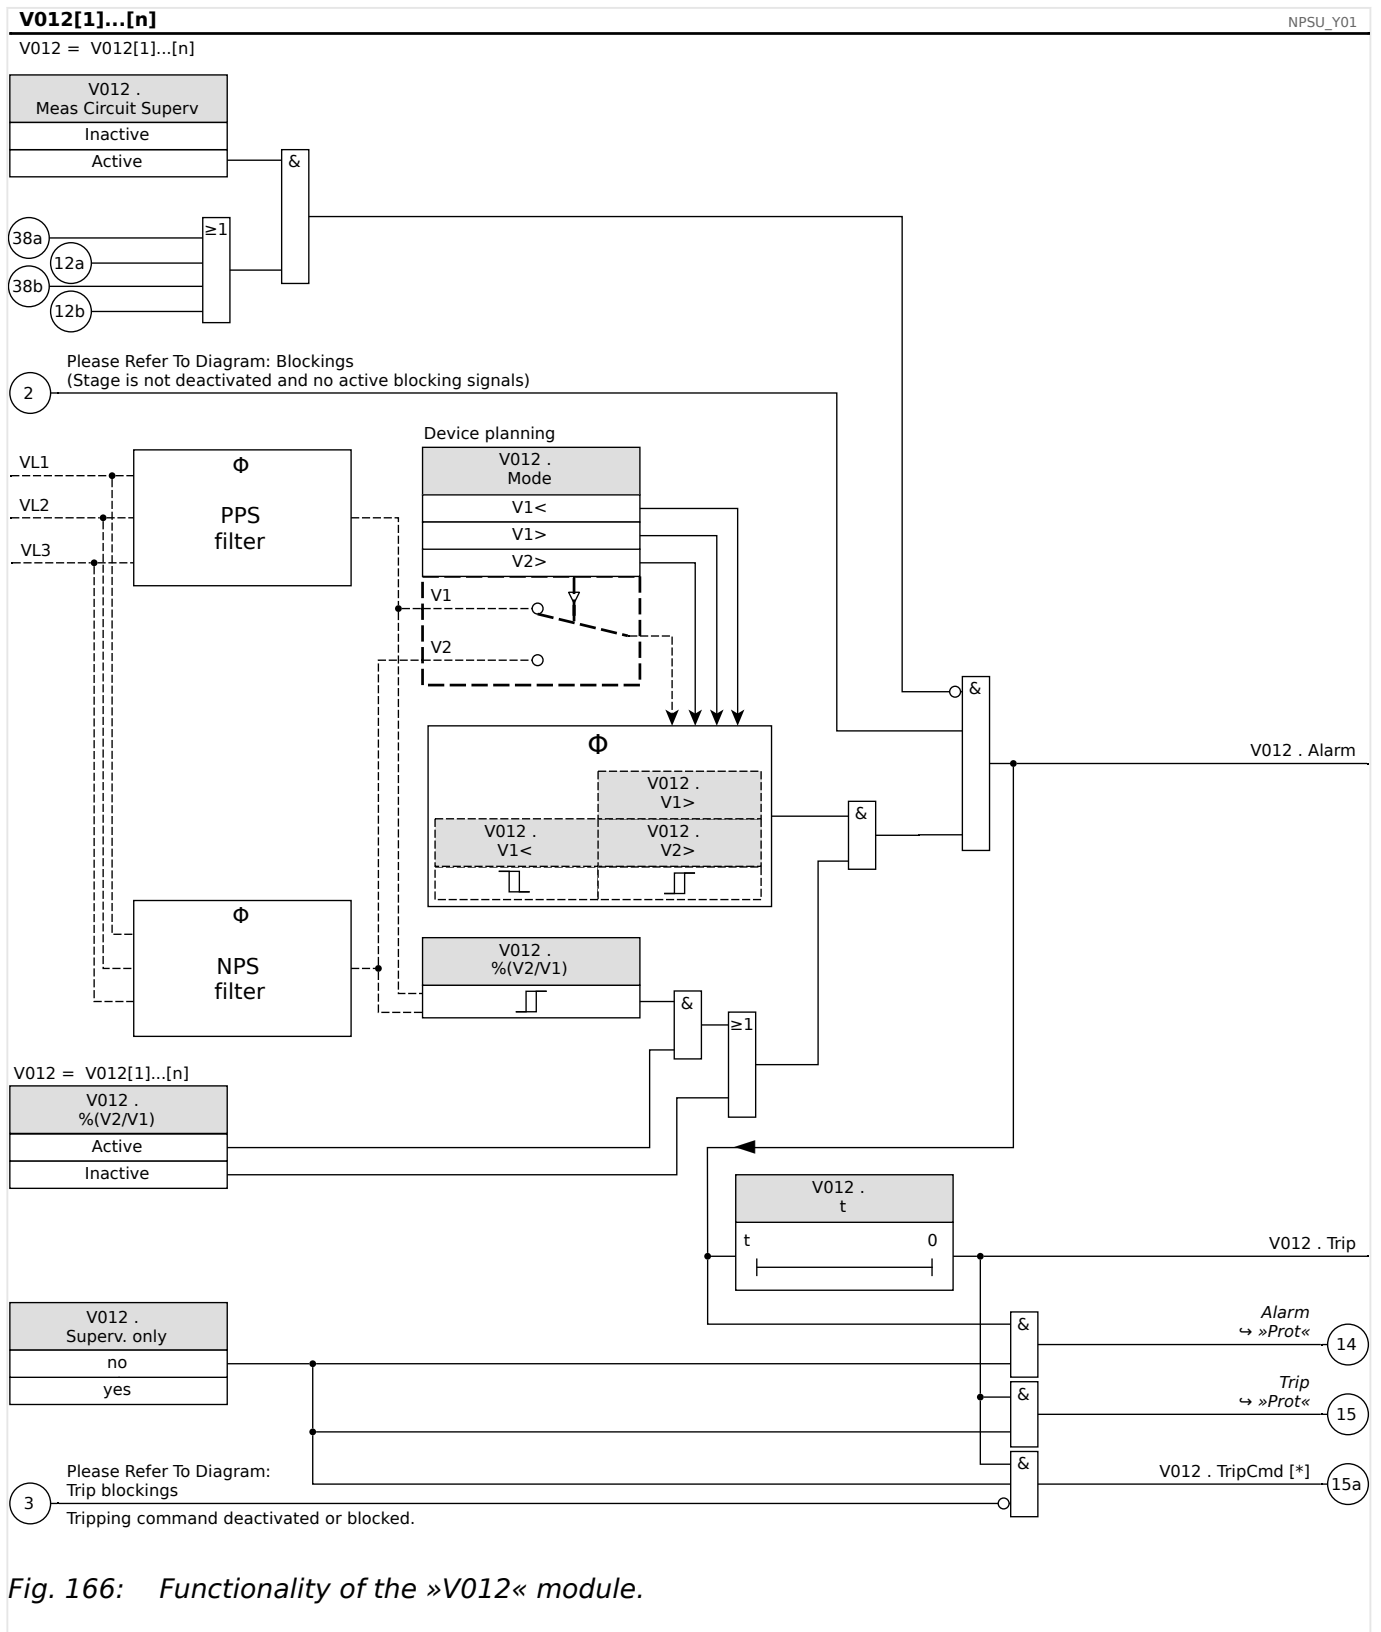 V012[1]...[n]
NPSU_Y01
V012 = V012[1]...[n]
V012 .
Meas Circuit Superv
Inactive
Active
&
≥1
38a
12a
38b
12b
Please Refer To Diagram: Blockings
(Stage is not deactivated and no active blocking signals)
2
Device planning
V012 .
Mode
V1<
V1>
V2>
VL1
VL2
VL3
Φ
PPS
filter
V1
V2
&
V012 . Alarm
Φ
V012 .
V1>
V012 .
V1<
V012 .
V2>
&
Φ
NPS
filter
V012 .
%(V2/V1)
&
≥1
V012 = V012[1]...[n]
V012 .
%(V2/V1)
Active
Inactive
V012 .
t
t
0
V012 . Trip
V012 .
Superv. only
no
yes
&
Alarm
↪ »Prot«
14
&
Trip
↪ »Prot«
15
&
V012 . TripCmd [*]
15a
Please Refer To Diagram:
Trip blockings
3
Tripping command deactivated or blocked.
Fig. 166: Functionality of the »V012« module.